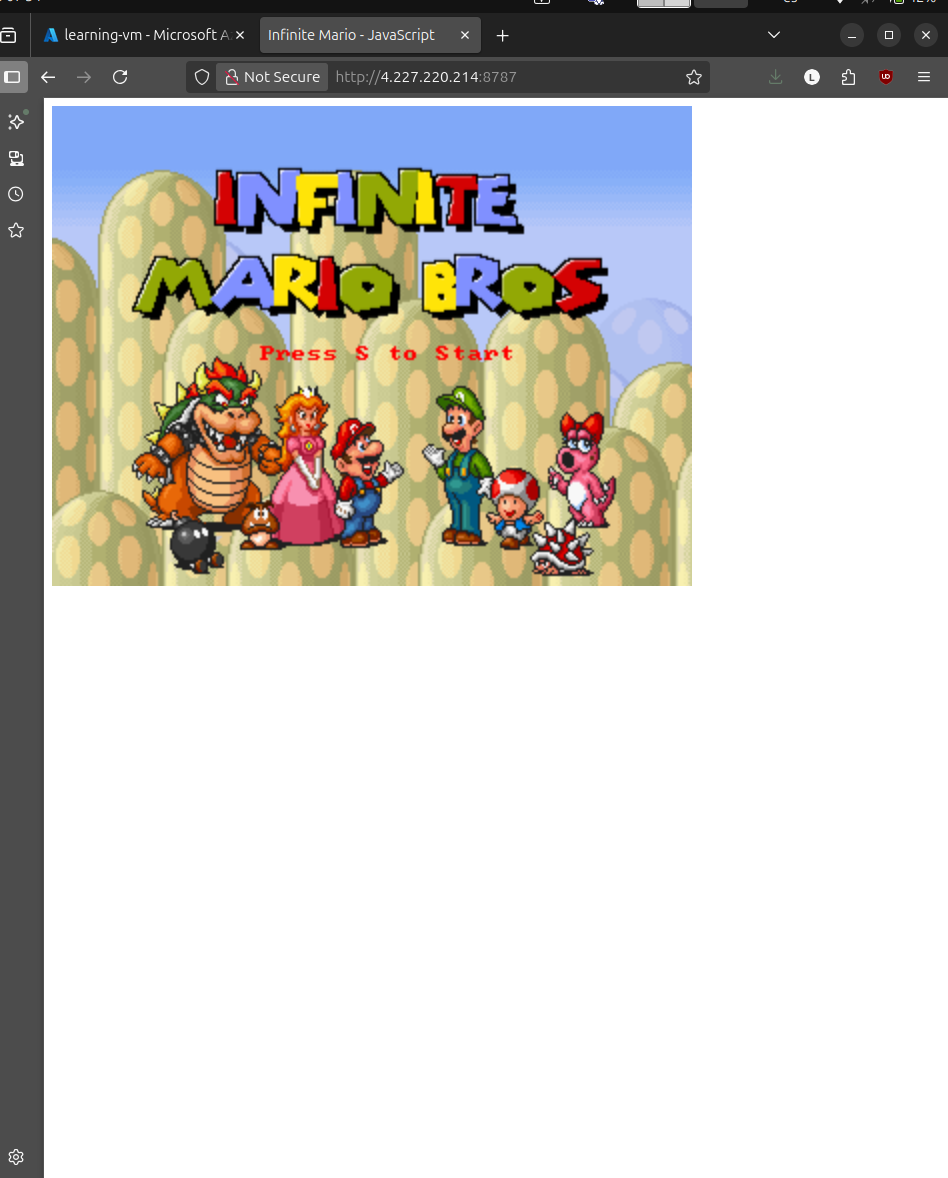 learning-vm - Microsoft A
Infinite Mario - JavaScript
Not Secure
http://4.227.220.214:8787
INFINITE
MARIO BROS
Press S to Start